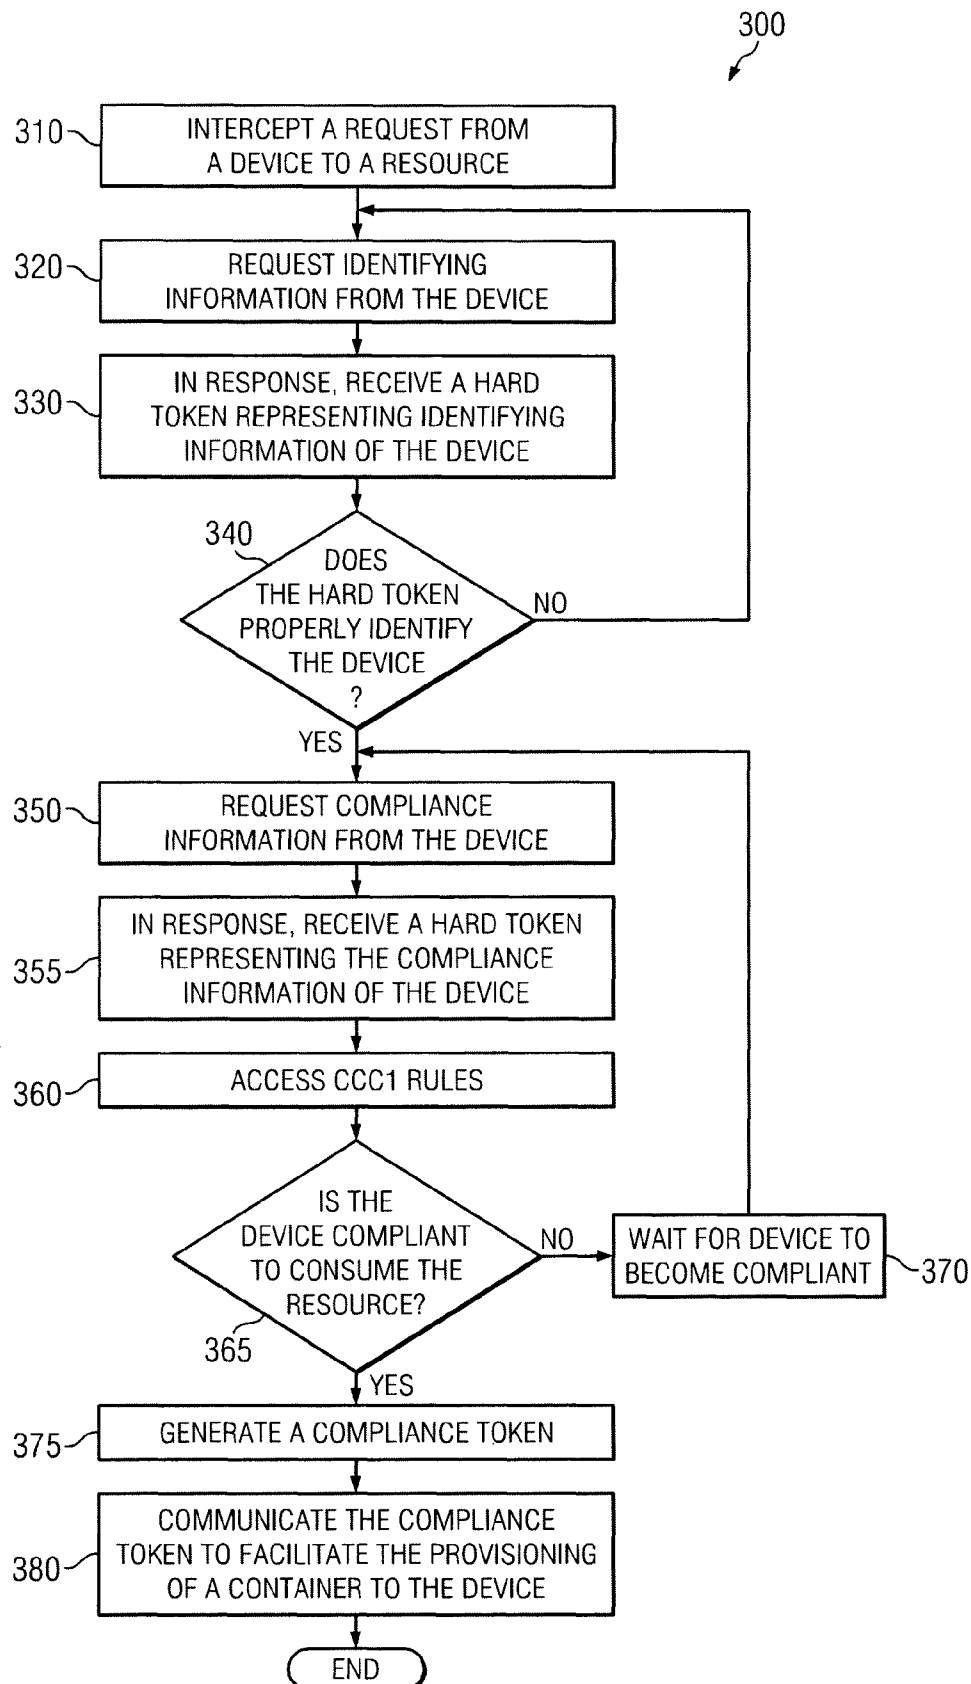 300
310
INTERCEPT A REQUEST FROM
A DEVICE TO A RESOURCE
320
REQUEST IDENTIFYING
INFORMATION FROM THE DEVICE
330
IN RESPONSE, RECEIVE A HARD
TOKEN REPRESENTING IDENTIFYING
INFORMATION OF THE DEVICE
340
DOES
THE HARD TOKEN
PROPERLY IDENTIFY
THE DEVICE
?
NO
YES
350
REQUEST COMPLIANCE
INFORMATION FROM THE DEVICE
355
IN RESPONSE, RECEIVE A HARD TOKEN
REPRESENTING THE COMPLIANCE
INFORMATION OF THE DEVICE
360
ACCESS CCC1 RULES
IS THE
DEVICE COMPLIANT
TO CONSUME THE
RESOURCE?
365
NO
WAIT FOR DEVICE TO
BECOME COMPLIANT
370
YES
375
GENERATE A COMPLIANCE TOKEN
380
COMMUNICATE THE COMPLIANCE
TOKEN TO FACILITATE THE PROVISIONING
OF A CONTAINER TO THE DEVICE
END